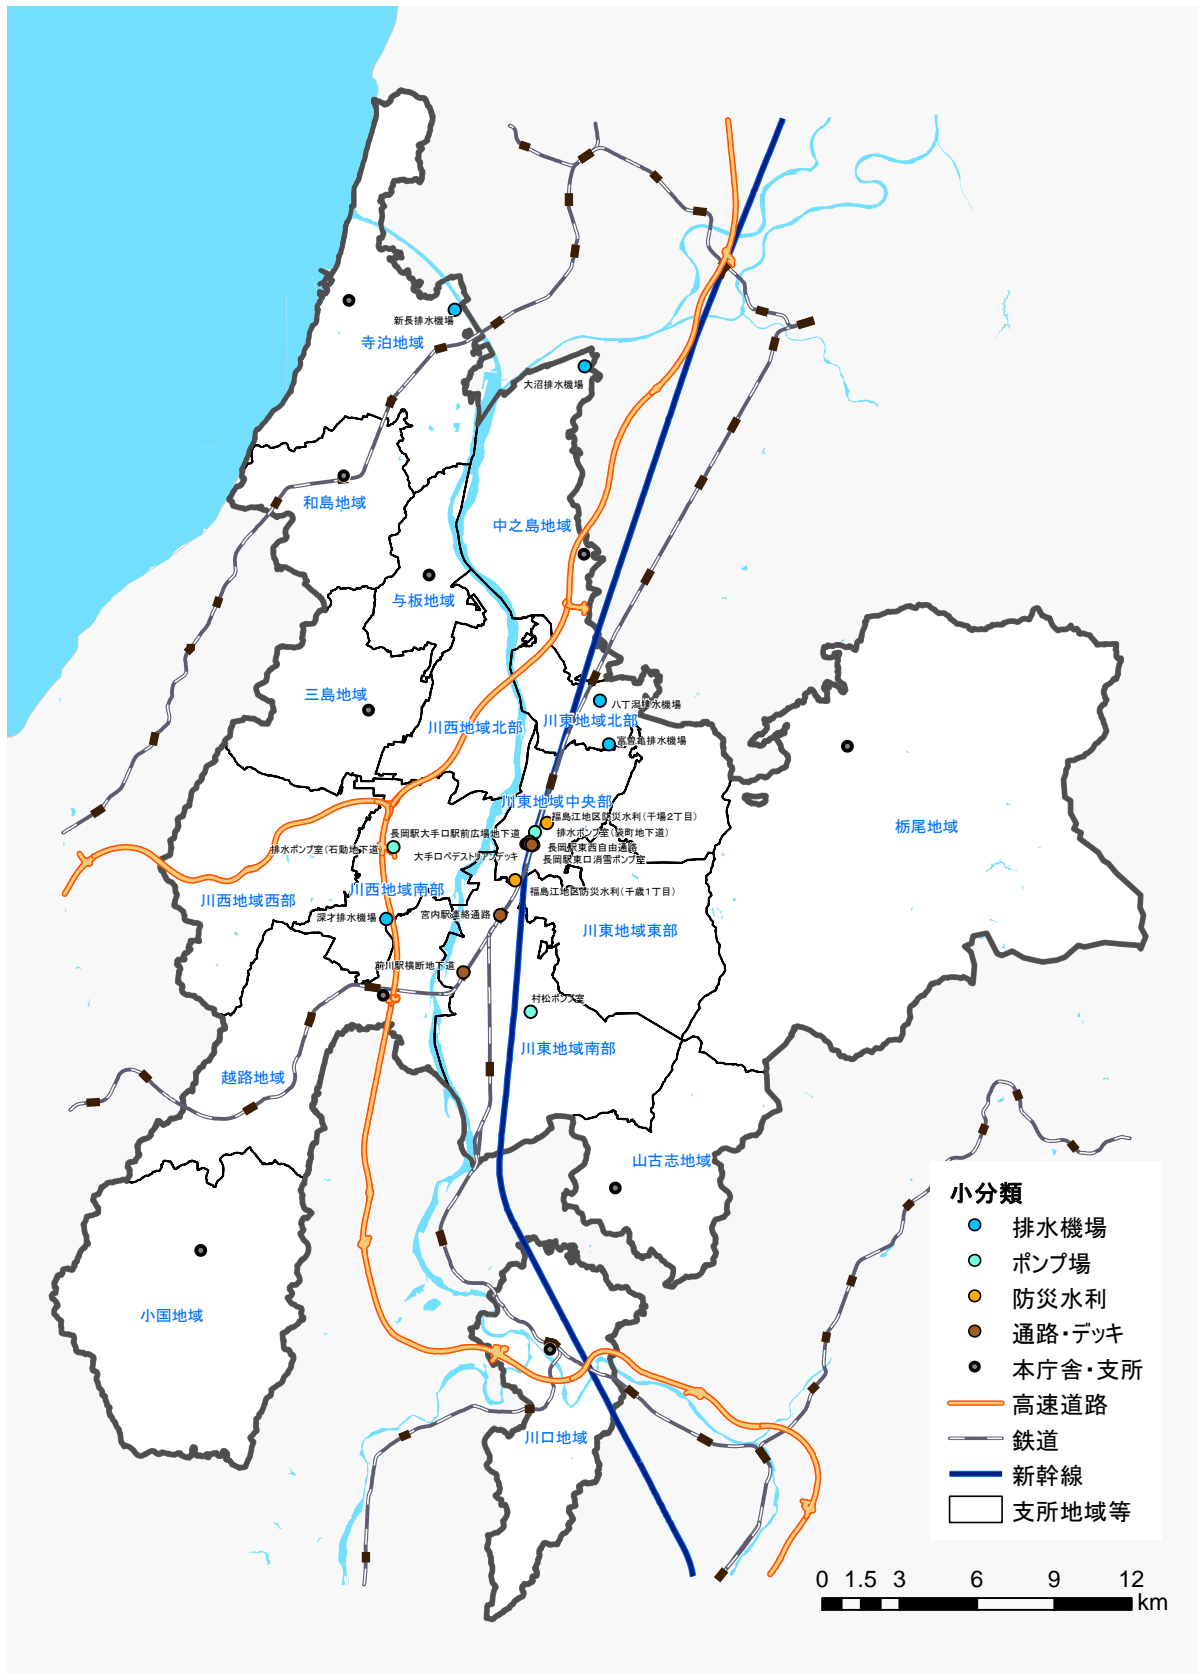 新長排水機場
寺泊地域
大沼排水機場
和島地域
中之島地域
与板地域
三島地域
八丁潟排水機場
川西地域北部
川東地域北部
富曽亀排水機場
川東地域中央部
福島江地区防災水利(干場2丁目)
長岡駅大手口駅前広場地下道
排水ポンプ室(袋町地下道)
栃尾地域
排水ポンプ室(石動地下道)
長岡駅東西自由通路
大手口ペデストリアンデッキ
長岡駅東口消雪ポンプ室
川西地域南部
福島江地区防災水利(千歳1丁目)
川西地域西部
深才排水機場
宮内駅連絡通路
川東地域東部
前川駅横断地下道
村松ポンプ室
川東地域南部
越路地域
山古志地域
小国地域
川口地域
小分類
排水機場
ポンプ場
防災水利
通路・デッキ
本庁舎・支所
高速道路
鉄道
新幹線
支所地域等
0 1.5 3 6 9 12
km